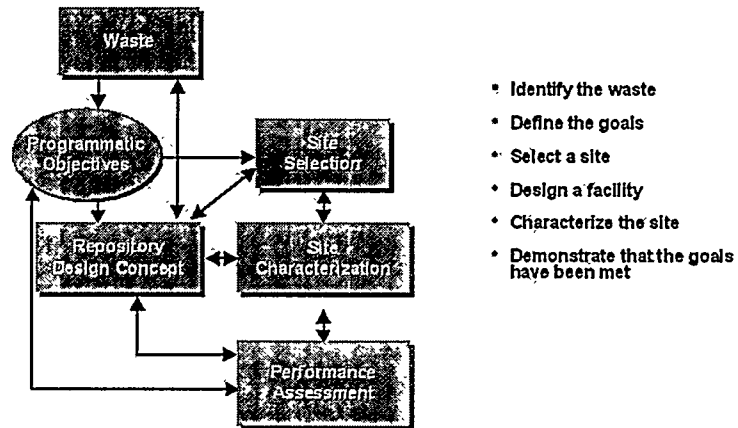 Waste
Programmatic
Objectives
Site
Selection
Repository
Design Concept
Site
Characterization
Performance
Assessment
• Identify the waste
• Define the goals
• Select a site
• Design a facility
• Characterize the site
• Demonstrate that the goals
have been met